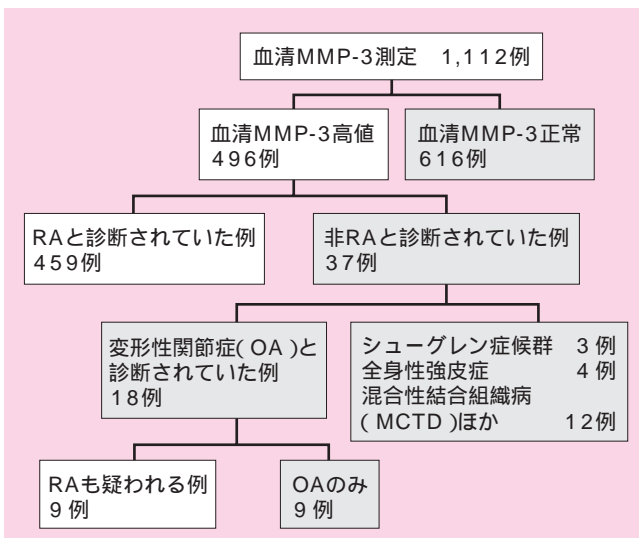 血清MMP-3測定 1,112例
血清MMP-3高値
496例
血清MMP-3正常
616例
RAと診断されていた例
459例
非RAと診断されていた例
37例
変形性関節症(OA)と
診断されていた例
18例
シューグレン症候群 3例
全身性強皮症 4例
混合性結合組織病
(MCTD)ほか 12例
RAも疑われる例
9例
OAのみ
9例